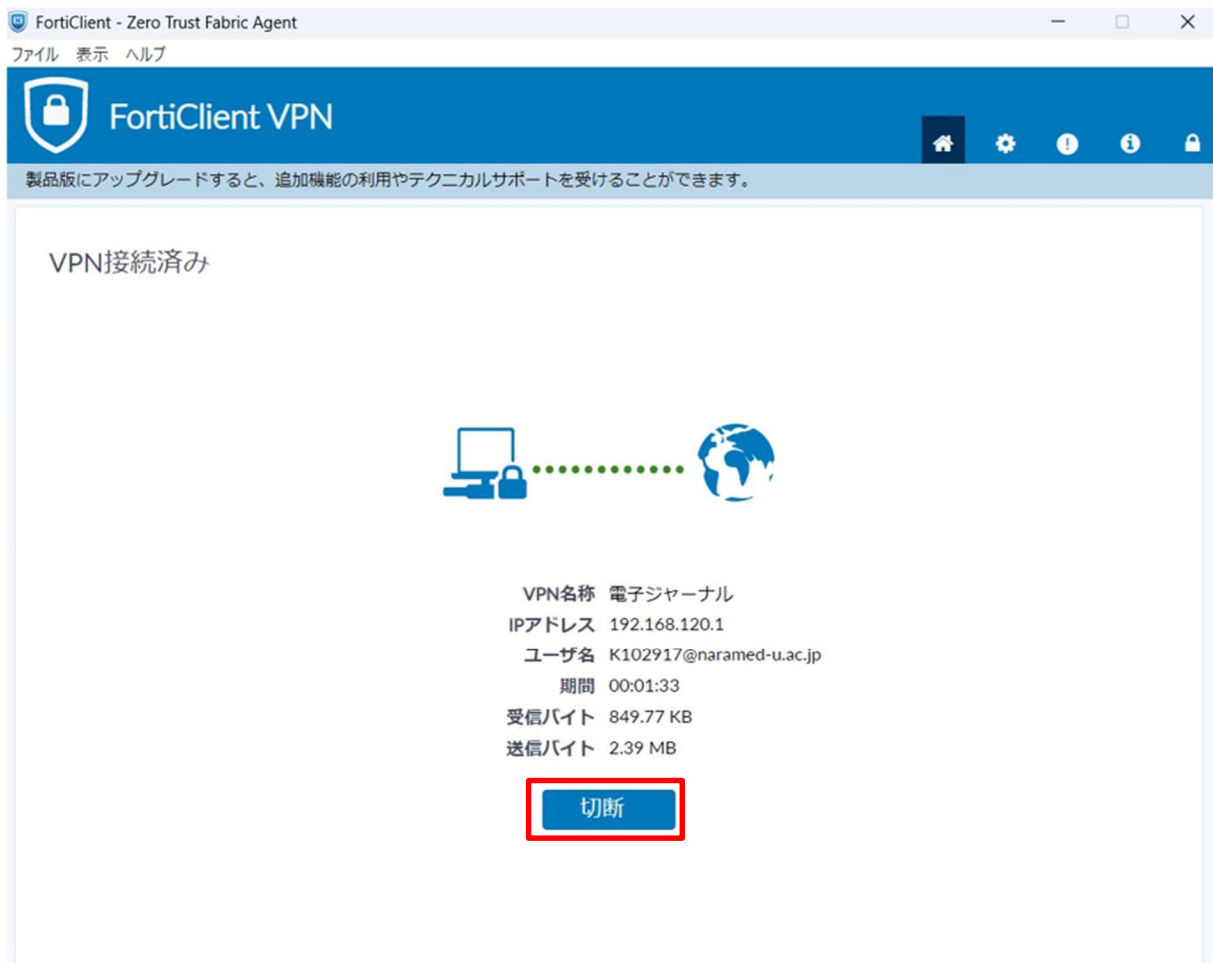 FortiClient - Zero Trust Fabric Agent
ファイル 表示 ヘルプ
FortiClient VPN
製品版にアップグレードすると、追加機能の利用やテクニカルサポートを受けることができます。
VPN接続済み
VPN名称 電子ジャーナル
IPアドレス 192.168.120.1
ユーザ名 K102917@naramed-u.ac.jp
期間 00:01:33
受信バイト 849.77 KB
送信バイト 2.39 MB
切断